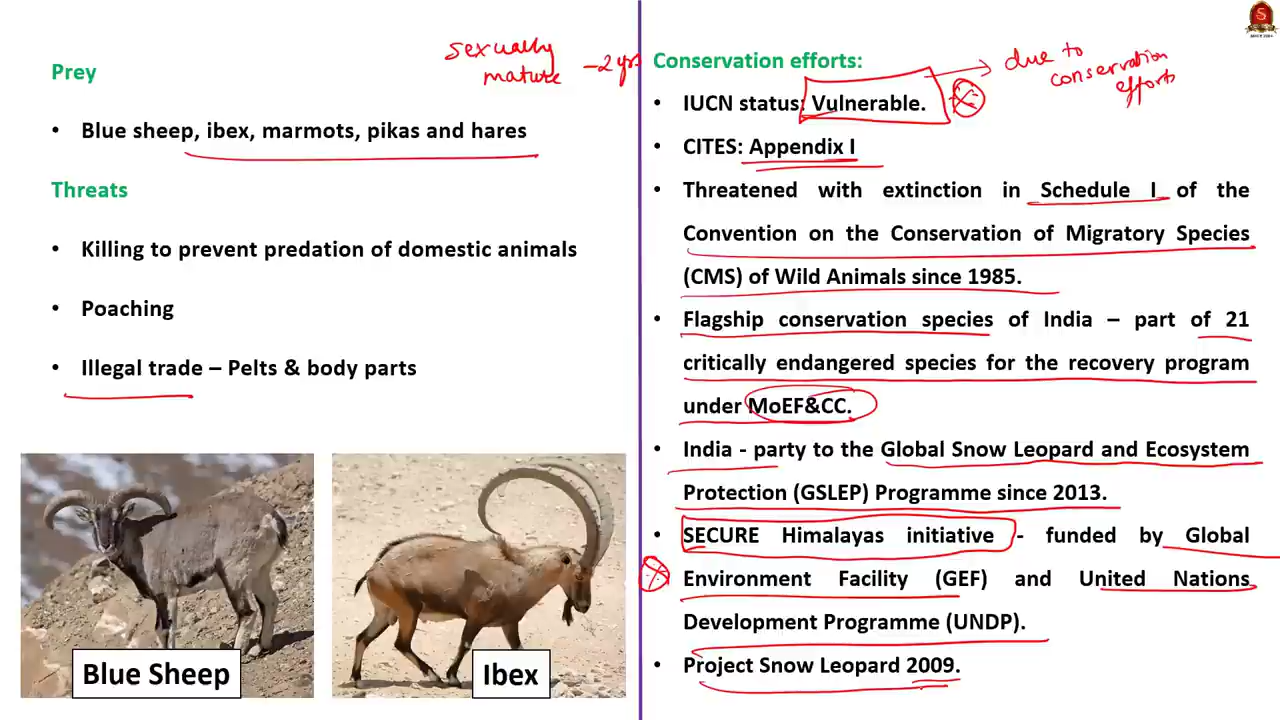 Prey
sexually
mature - 2 yrs
• Blue sheep, ibex, marmots, pikas and hares
Threats
• Killing to prevent predation of domestic animals
• Poaching
• Illegal trade – Pelts & body parts
Blue Sheep
Ibex
Conservation efforts:
due to
conservation
efforts
• IUCN status: Vulnerable.
• CITES: Appendix I
• Threatened with extinction in Schedule I of the
Convention on the Conservation of Migratory Species
(CMS) of Wild Animals since 1985.
• Flagship conservation species of India – part of 21
critically endangered species for the recovery program
under MoEF&CC.
• India - party to the Global Snow Leopard and Ecosystem
Protection (GSLEP) Programme since 2013.
• SECURE Himalayas initiative - funded by Global
Environment Facility (GEF) and United Nations
Development Programme (UNDP).
• Project Snow Leopard 2009.